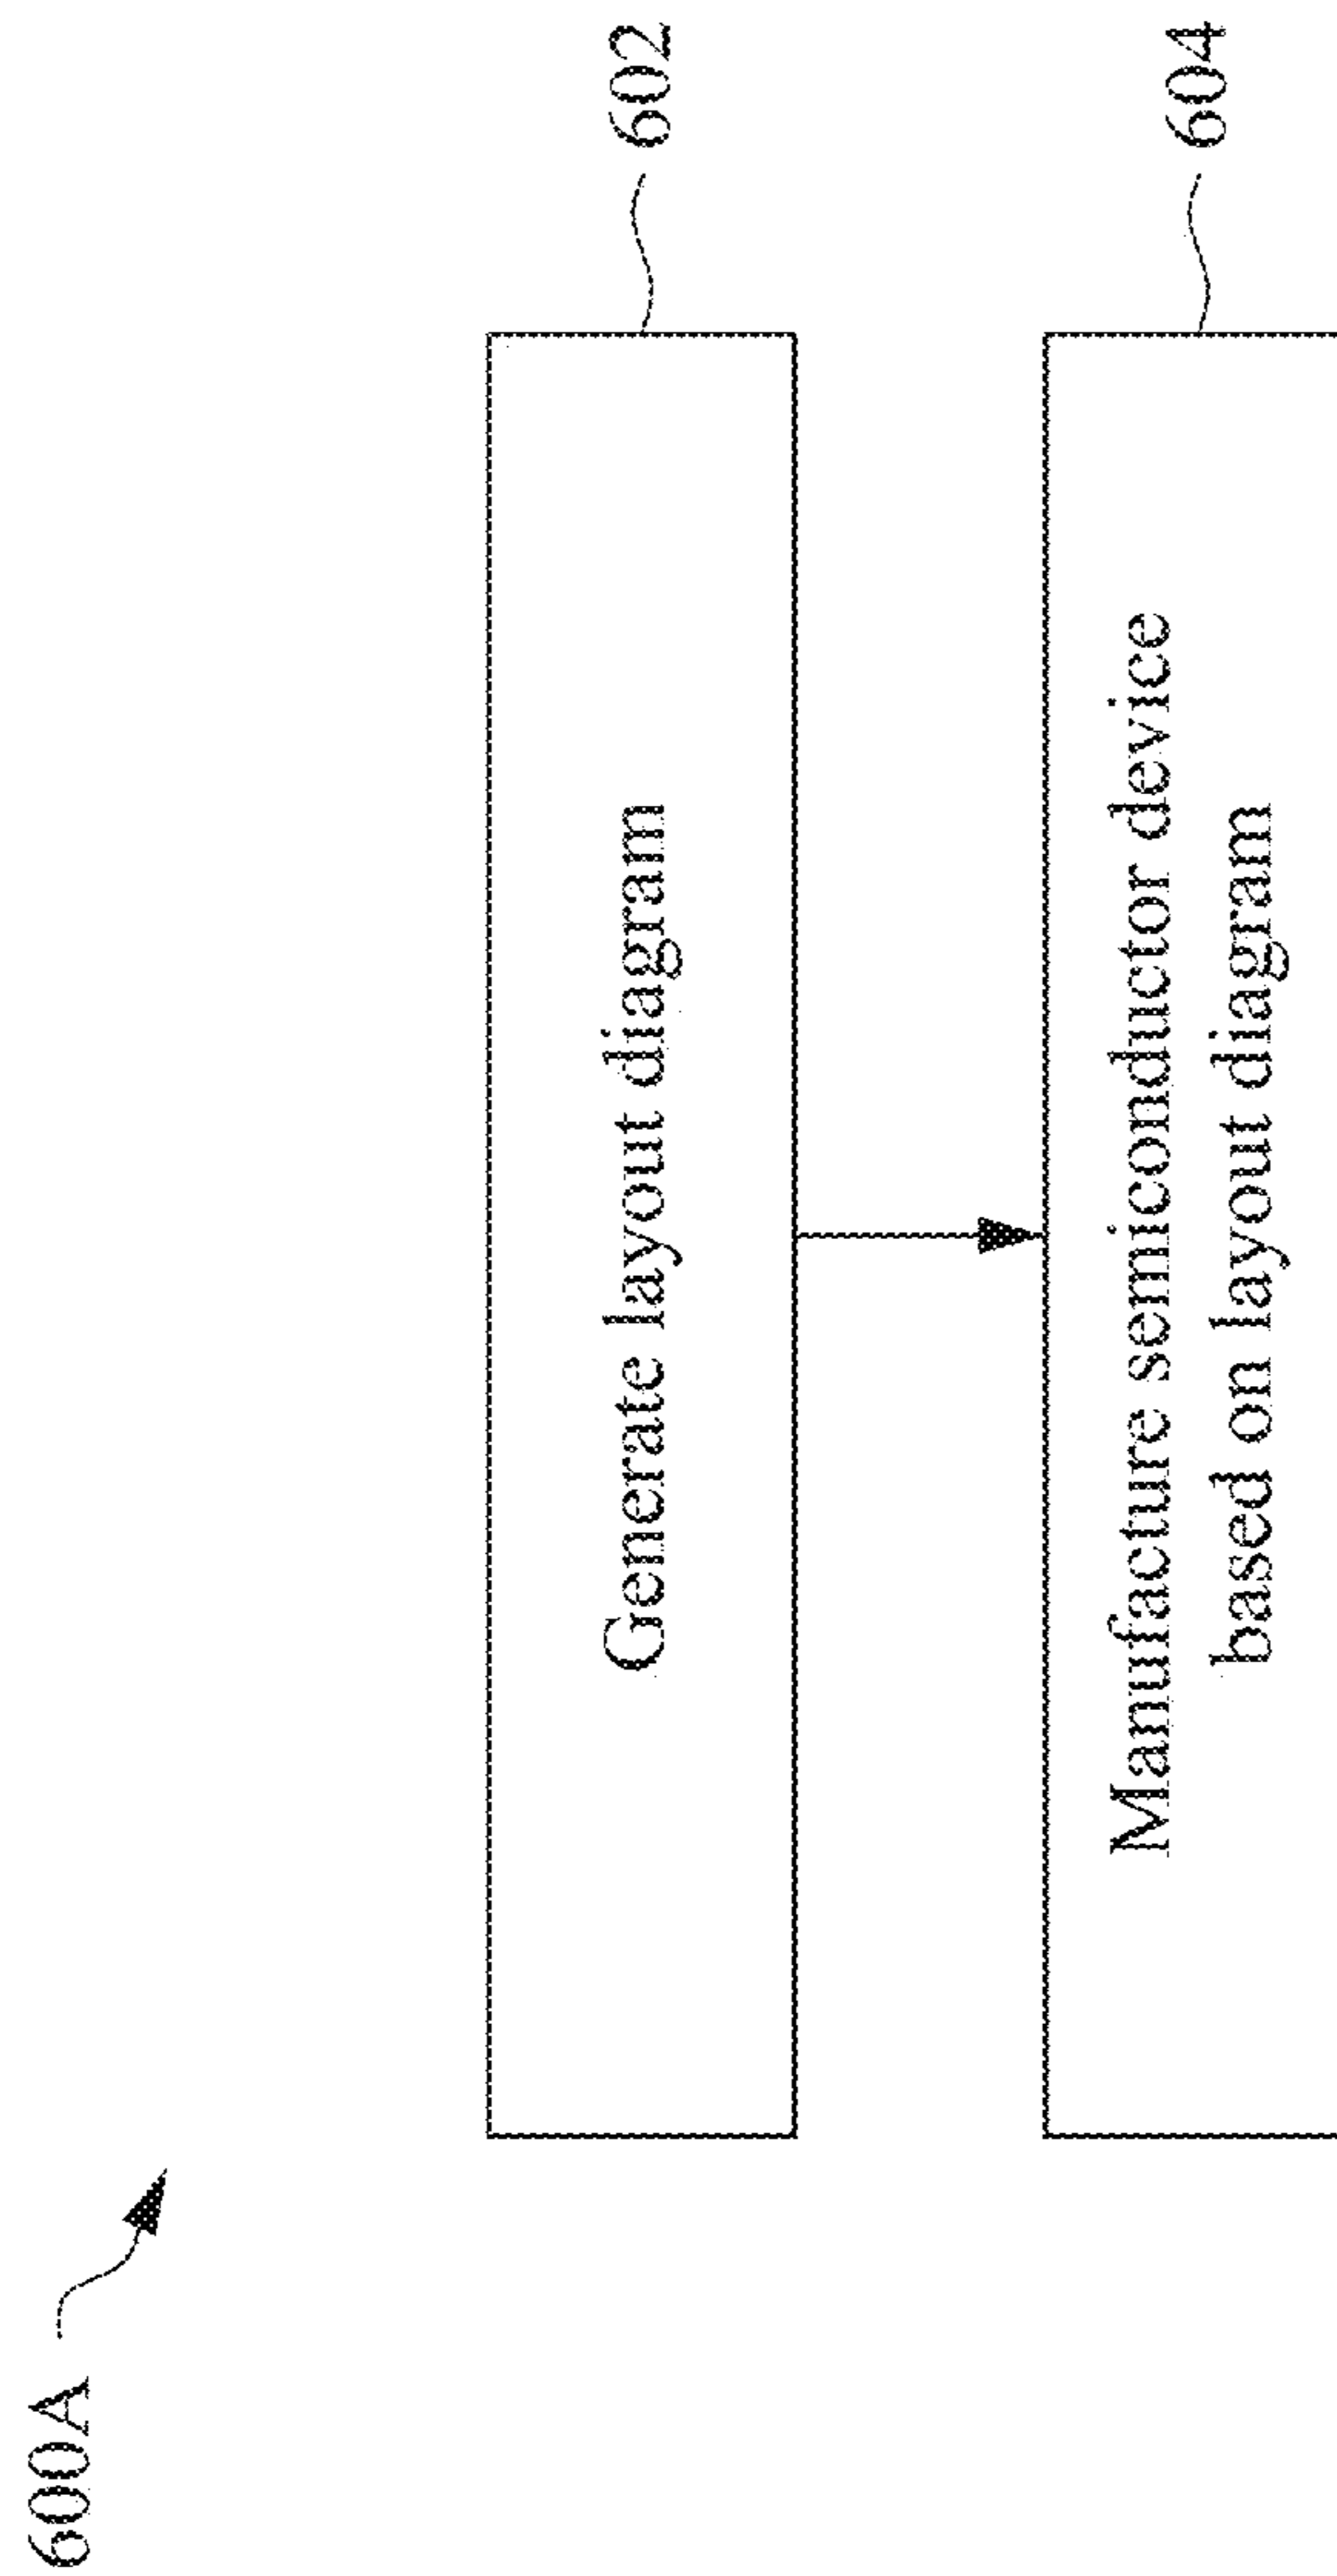 600A
Generate layout diagram
602
Manufacture semiconductor device
based on layout diagram
604